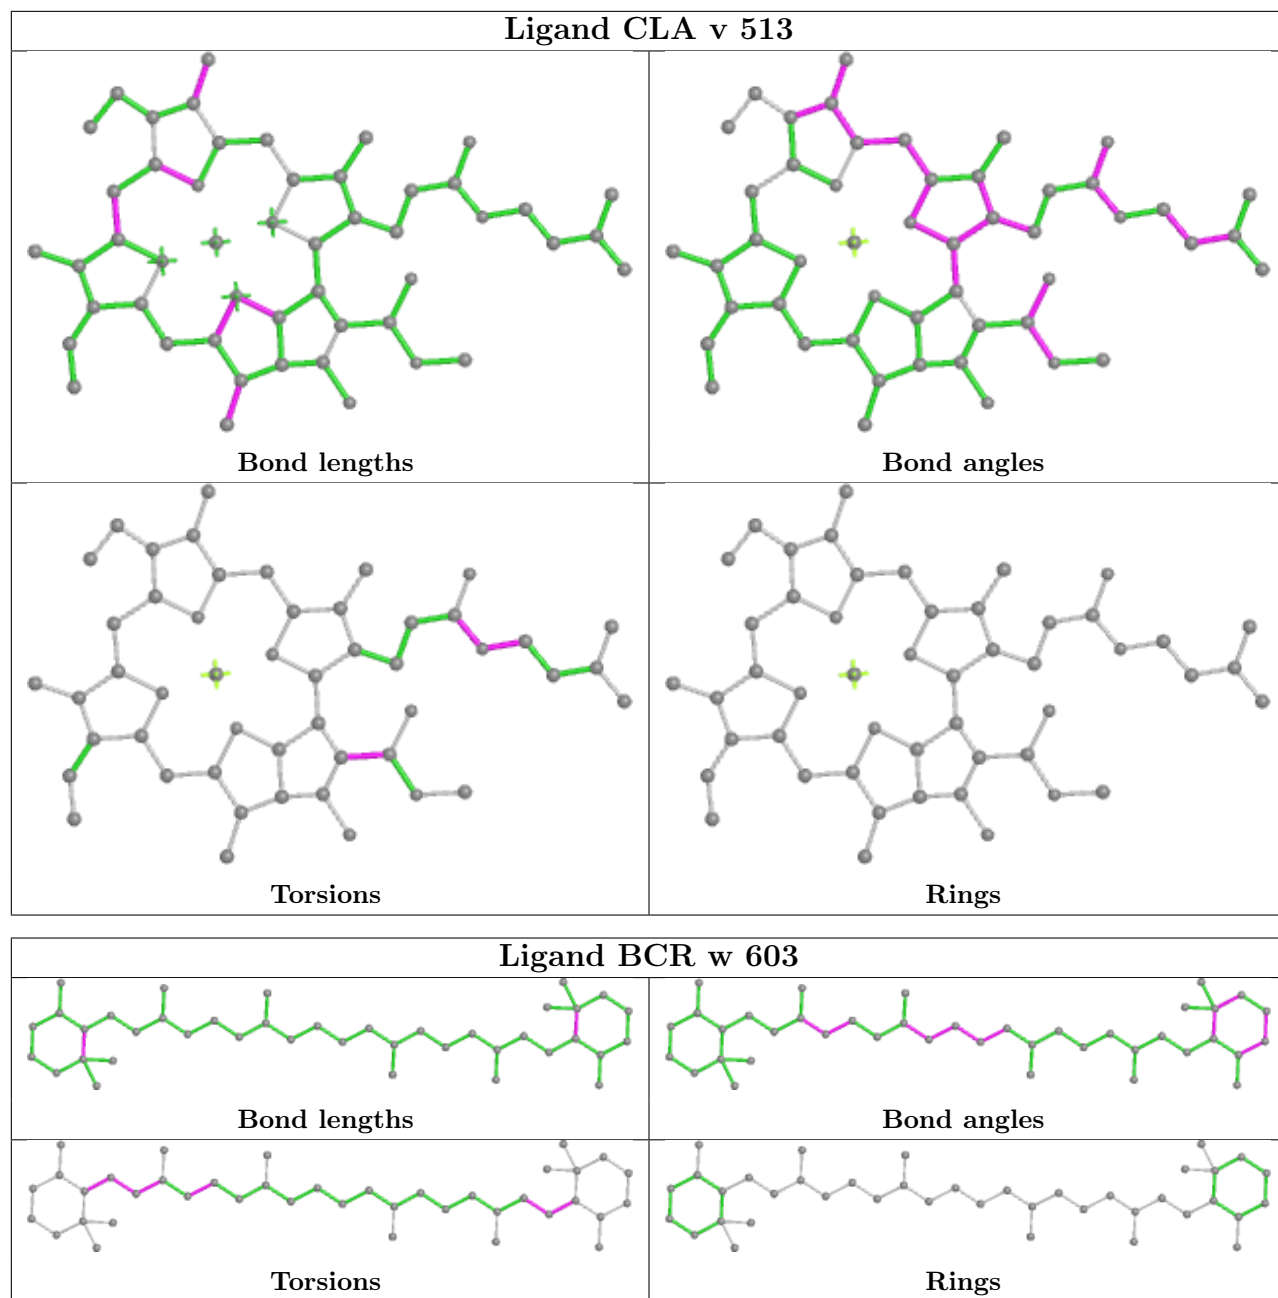 Ligand CLA v 513
Bond lengths
Bond angles
Torsions
Rings
Ligand BCR w 603
Bond lengths
Bond angles
Torsions
Rings